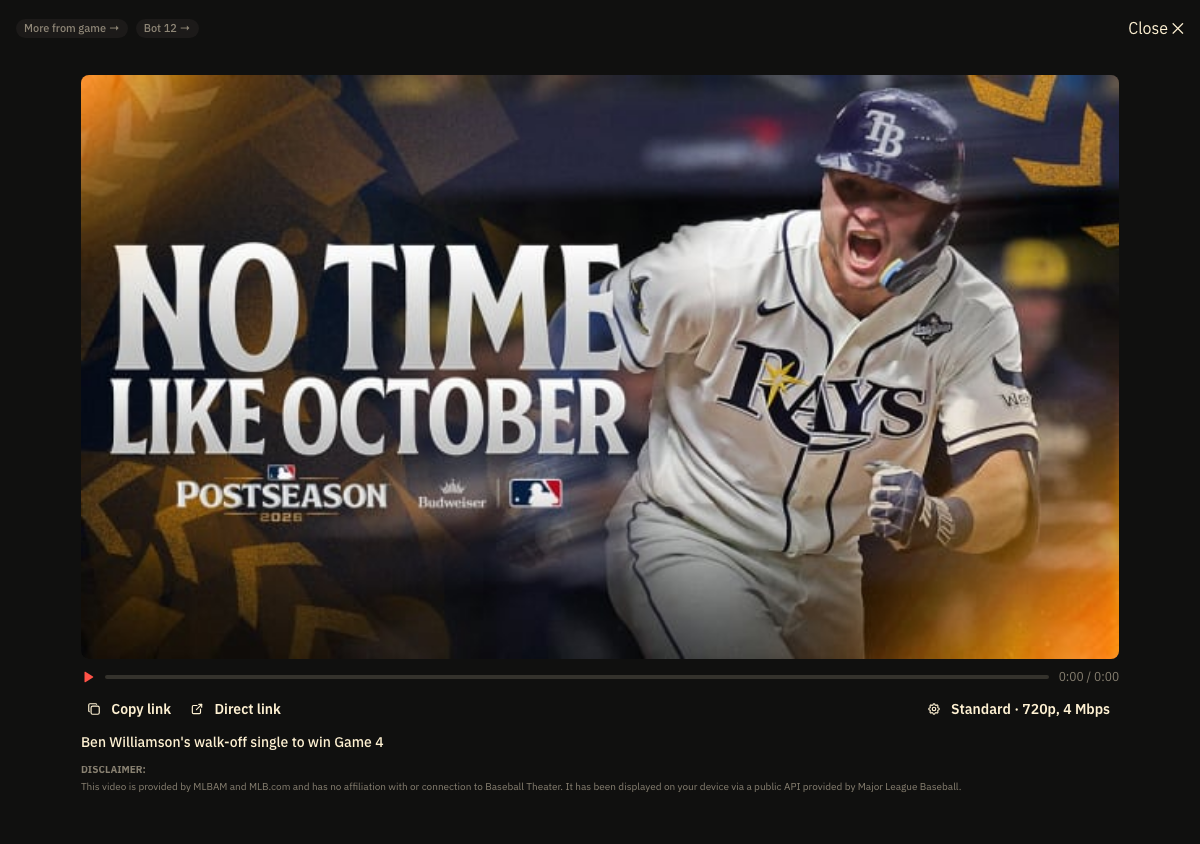 More from game →
Bot 12 →
Close ✕
TB
NO TIME
LIKE OCTOBER
POSTSEASON
2026
Budweiser
RAYS
0:00 / 0:00
Copy link
Direct link
Standard · 720p, 4 Mbps
Ben Williamson's walk-off single to win Game 4
DISCLAIMER:
This video is provided by MLBAM and MLB.com and has no affiliation with or connection to Baseball Theater. It has been displayed on your device via a public API provided by Major League Baseball.